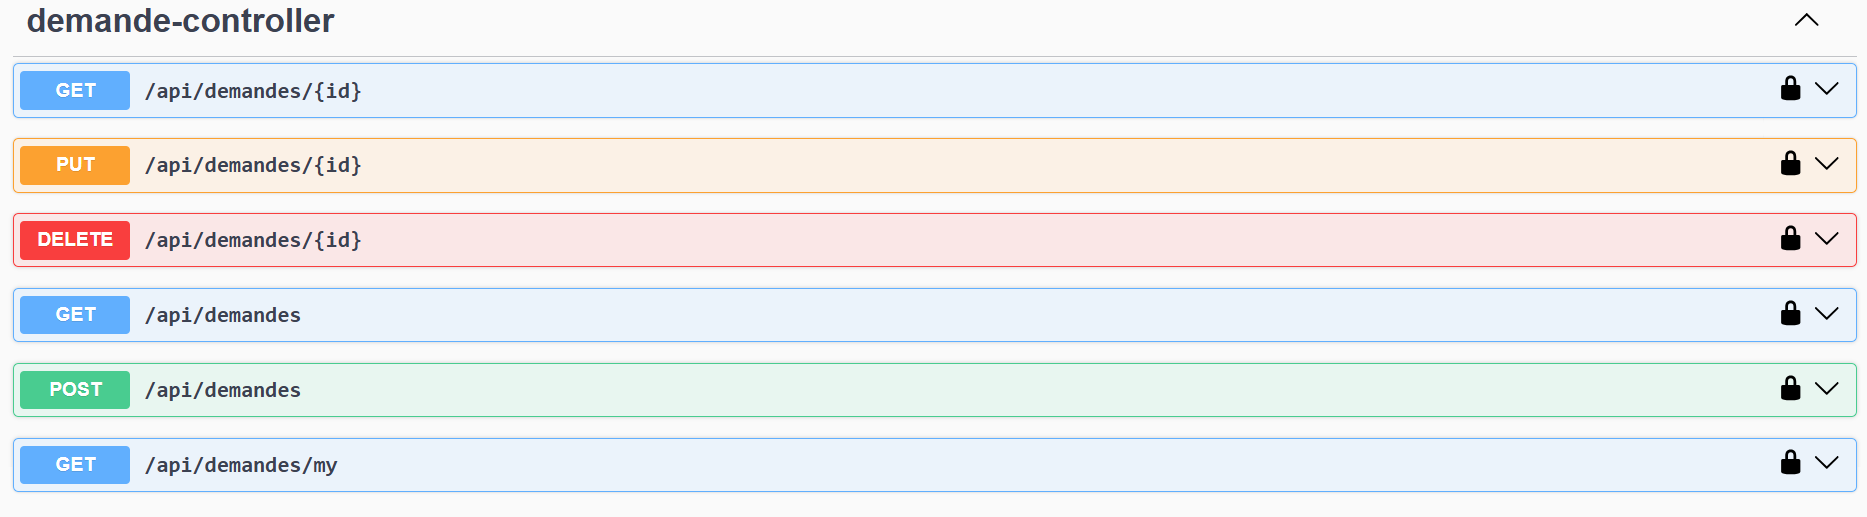 demande-controller
GET /api/demandes/{id}
PUT /api/demandes/{id}
DELETE /api/demandes/{id}
GET /api/demandes
POST /api/demandes
GET /api/demandes/my